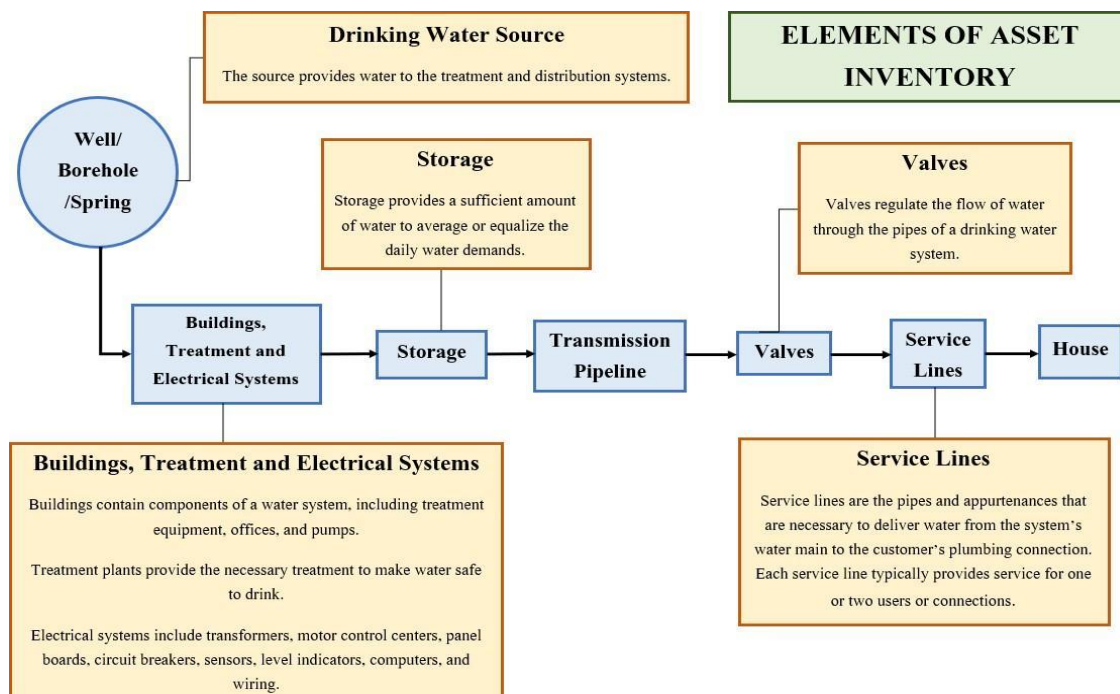 Drinking Water Source
The source provides water to the treatment and distribution systems.
ELEMENTS OF ASSET
INVENTORY
Well/
Borehole
/Spring
Storage
Storage provides a sufficient amount
of water to average or equalize the
daily water demands.
Valves
Valves regulate the flow of water
through the pipes of a drinking water
system.
Buildings,
Treatment and
Electrical Systems
Storage
Transmission
Pipeline
Valves
Service
Lines
House
Buildings, Treatment and Electrical Systems
Buildings contain components of a water system, including treatment
equipment, offices, and pumps.
Treatment plants provide the necessary treatment to make water safe
to drink.
Electrical systems include transformers, motor control centers, panel
boards, circuit breakers, sensors, level indicators, computers, and
wiring.
Service Lines
Service lines are the pipes and appurtenances that
are necessary to deliver water from the system's
water main to the customer's plumbing connection.
Each service line typically provides service for one
or two users or connections.